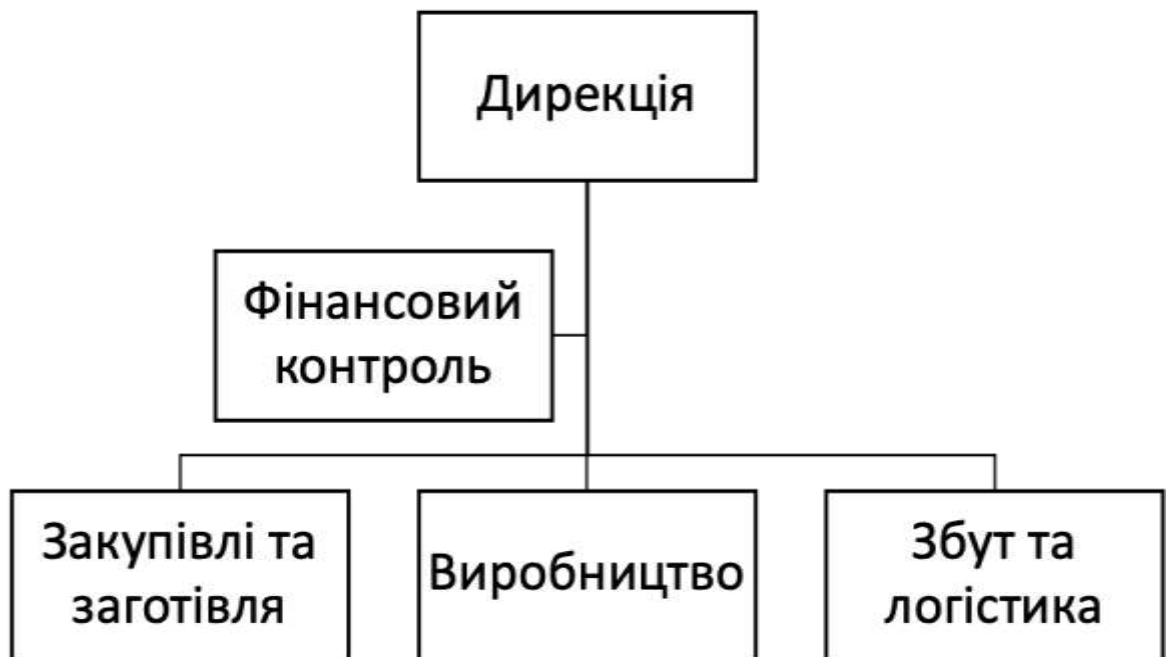 Дирекція
Фінансовий
контроль
Закупівлі та
заготівля
Виробництво
Збут та
логістика